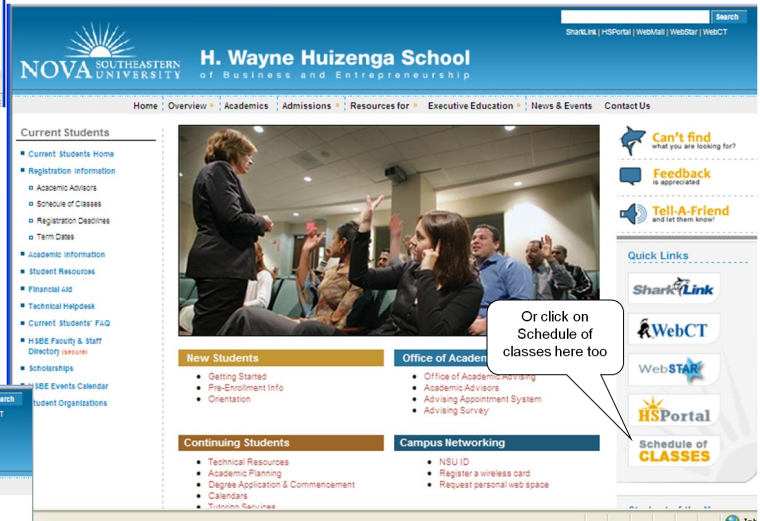 Search
SharkLink | HSPortal | WebMail | WebStar | WebCT
NOVA SOUTHEASTERN UNIVERSITY
H. Wayne Huizenga School
of Business and Entrepreneurship
Home Overview Academics Admissions Resources for Executive Education News & Events Contact Us
Current Students
Current Students Home
Registration Information
Academic Advisors
Schedule of Classes
Registration Deadlines
Term Dates
Academic Information
Student Resources
Financial Aid
Technical Helpdesk
Current Students' FAQ
HSBE Faculty & Staff
Directory (secure)
Scholarships
HSBE Events Calendar
Student Organizations
Can't find
what you are looking for?
Feedback
is appreciated
Tell-A-Friend
and let them know!
Quick Links
SharkLink
WebCT
WebSTAR
HSPortal
Schedule of
CLASSES
Or click on
Schedule of
classes here too
New Students
Getting Started
Pre-Enrollment Info
Orientation
Office of Academ
Office of Academic Advising
Academic Advisors
Advising Appointment System
Advising Survey
Continuing Students
Technical Resources
Academic Planning
Degree Application & Commencement
Calendars
Tutoring Services
Campus Networking
NSU ID
Register a wireless card
Request personal web space